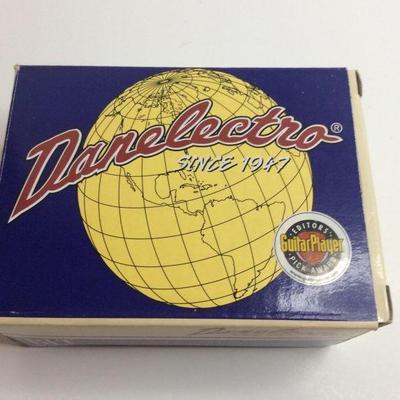 Danelectro®
SINCE 1947
EDITORS'
GuitarPlayer
PICK AWARD